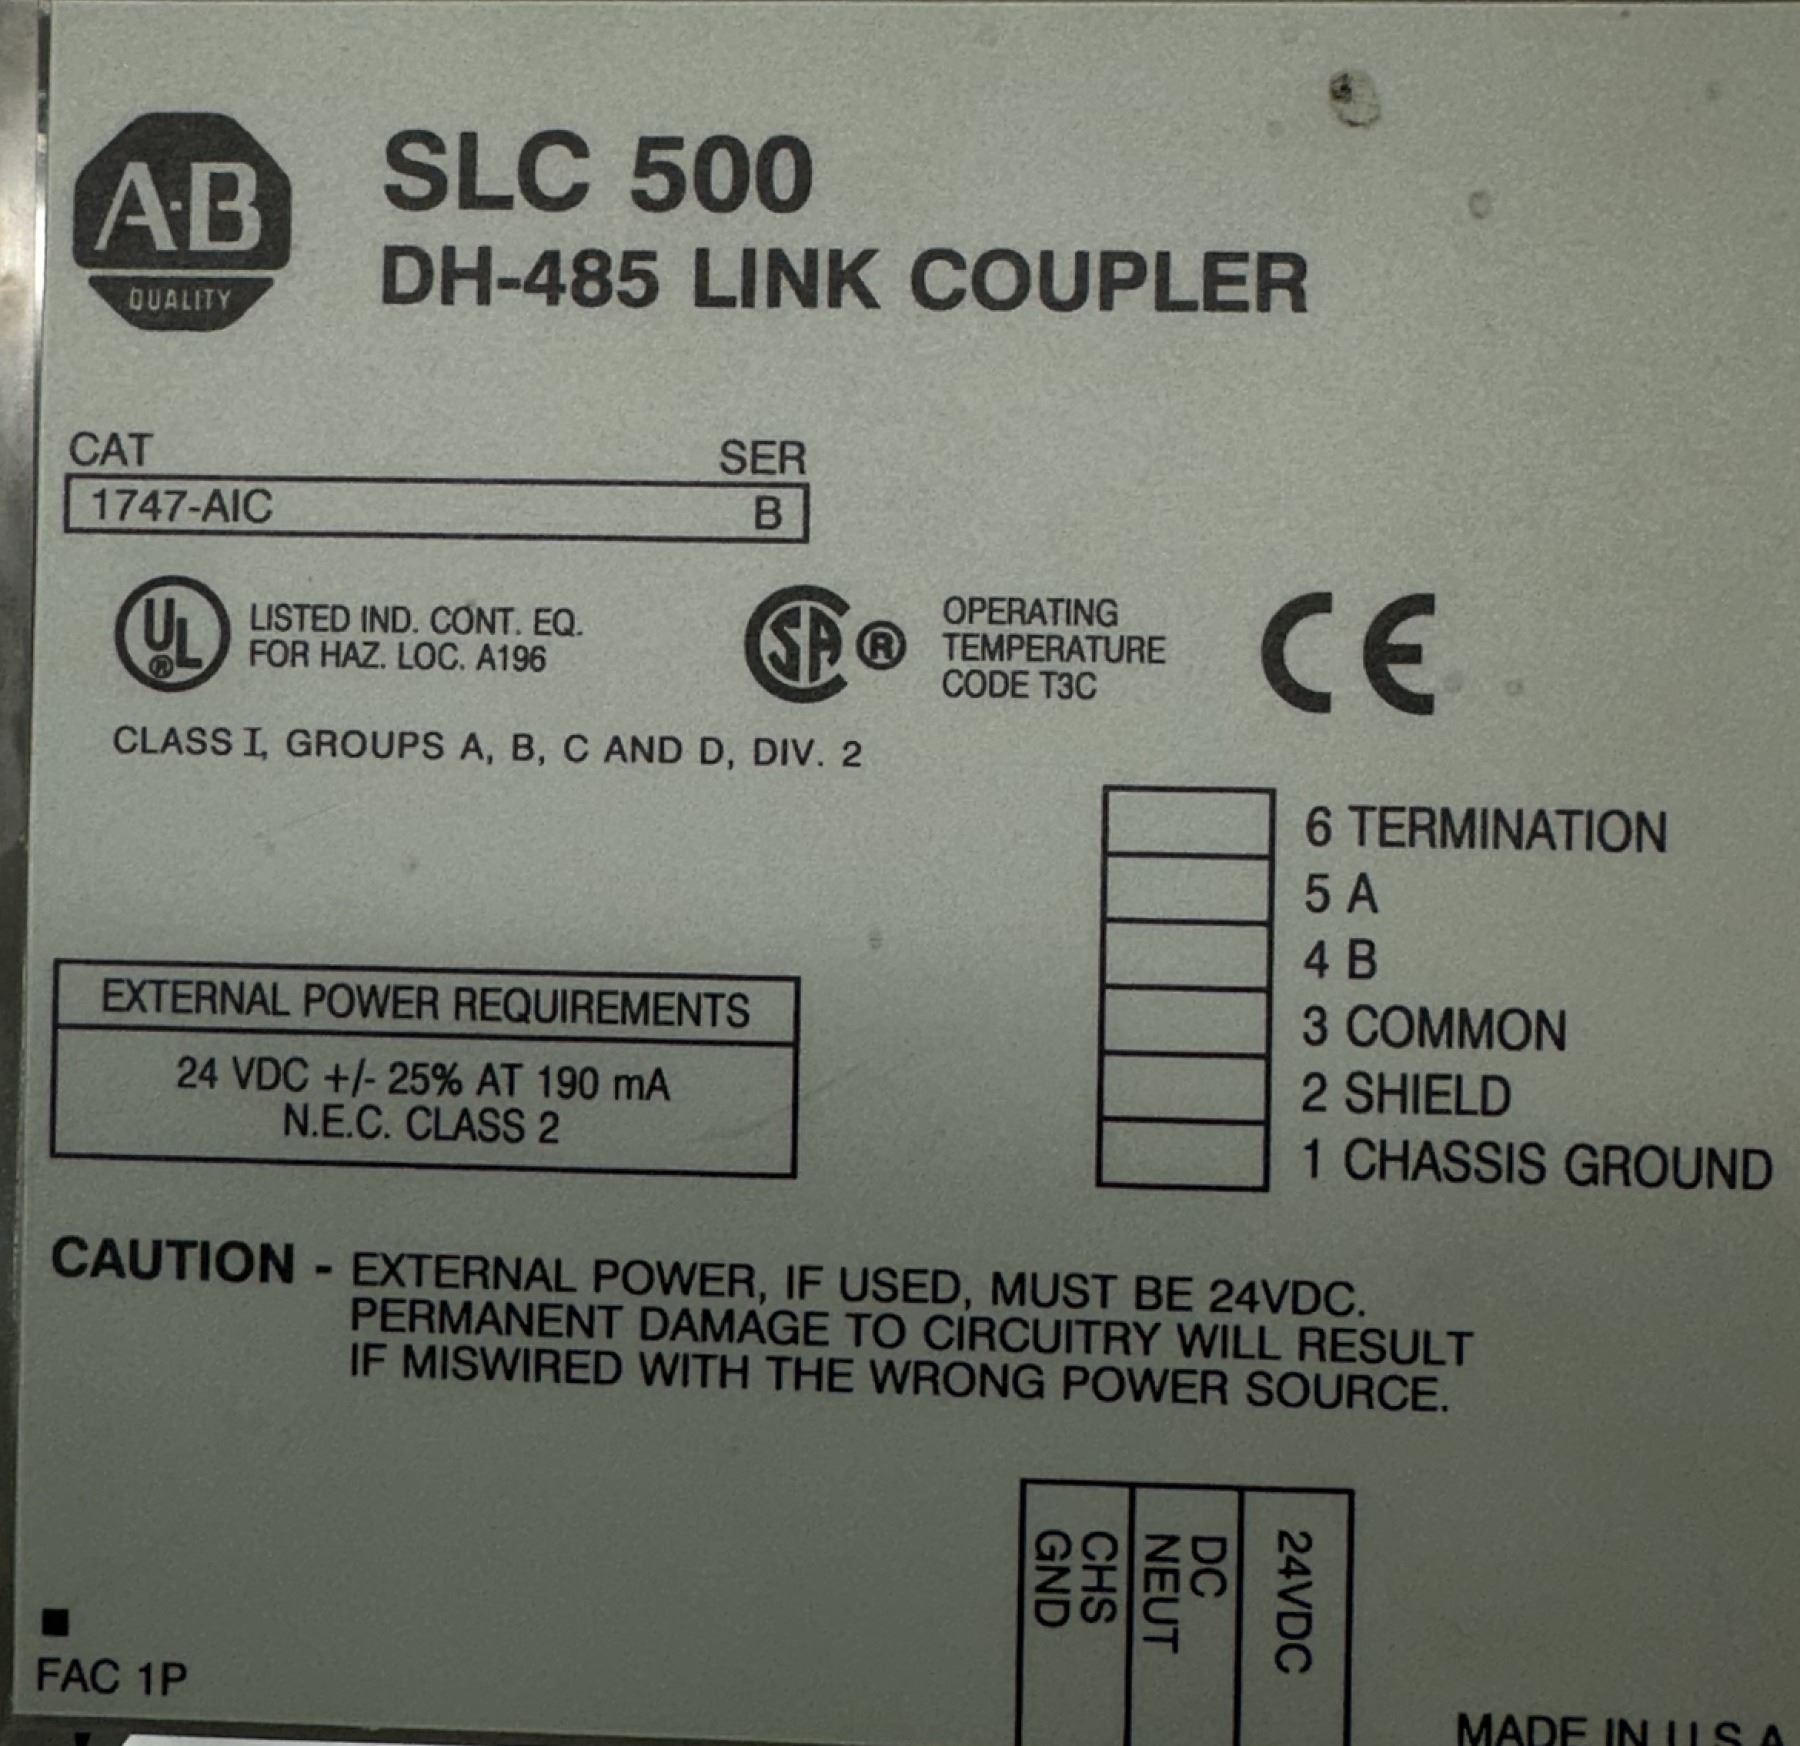 A-B
QUALITY
SLC 500
DH-485 LINK COUPLER
CAT SER
1747-AIC B
UL
®
LISTED IND. CONT. EQ.
FOR HAZ. LOC. A196
SA ®
OPERATING
TEMPERATURE
CODE T3C
CE
CLASS I, GROUPS A, B, C AND D, DIV. 2
6 TERMINATION
5 A
4 B
3 COMMON
2 SHIELD
1 CHASSIS GROUND
EXTERNAL POWER REQUIREMENTS
24 VDC +/- 25% AT 190 mA
N.E.C. CLASS 2
CAUTION - EXTERNAL POWER, IF USED, MUST BE 24VDC.
PERMANENT DAMAGE TO CIRCUITRY WILL RESULT
IF MISWIRED WITH THE WRONG POWER SOURCE.
CHS
GND
DC
NEUT
24VDC
FAC 1P
MADE IN U.S.A